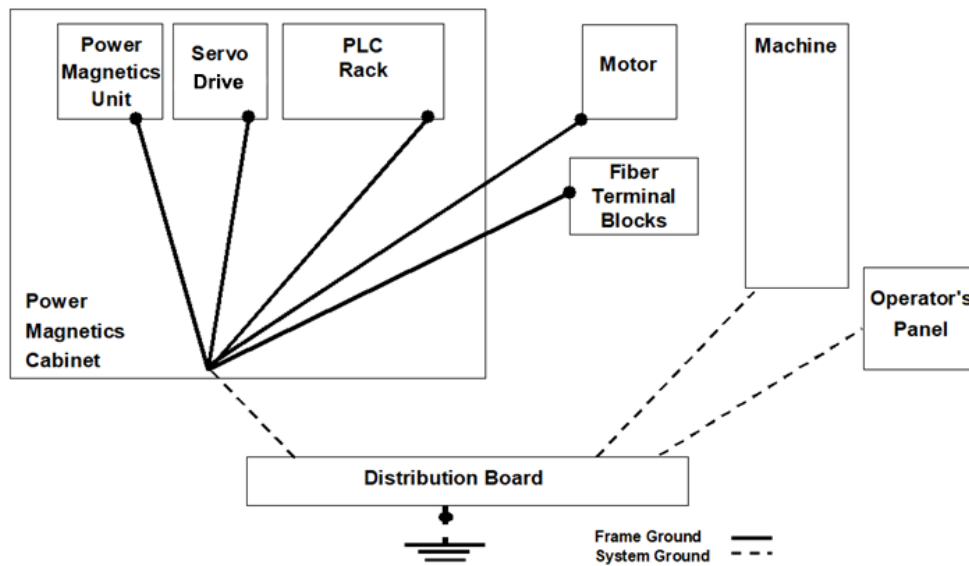 Power
Magnetics
Unit
Servo
Drive
PLC
Rack
Motor
Machine
Fiber
Terminal
Blocks
Power
Magnetics
Cabinet
Operator's
Panel
Distribution Board
Frame Ground
System Ground